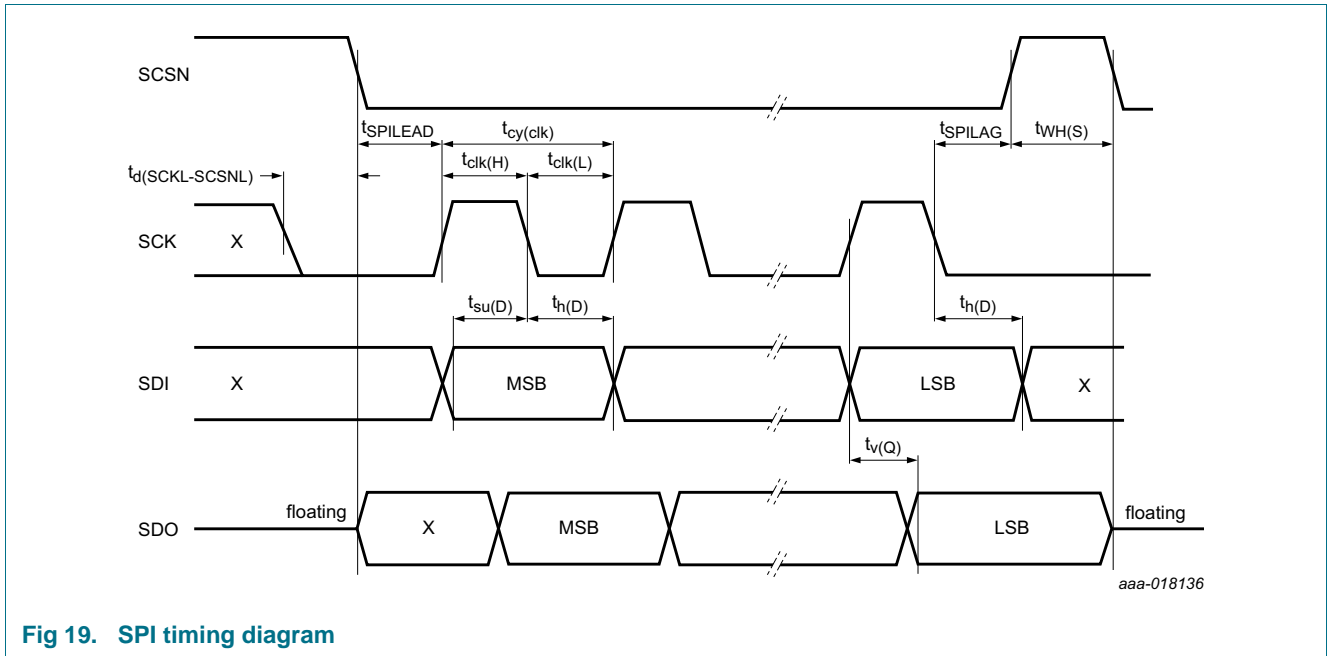 SCSN
tSPILEAD
tcy(clk)
tSPILAG
tWH(S)
td(SCKL-SCSNL)
tclk(H)
tclk(L)
SCK
X
tsu(D)
th(D)
th(D)
SDI
X
MSB
LSB
X
tv(Q)
SDO
floating
X
MSB
LSB
floating
aaa-018136
Fig 19. SPI timing diagram